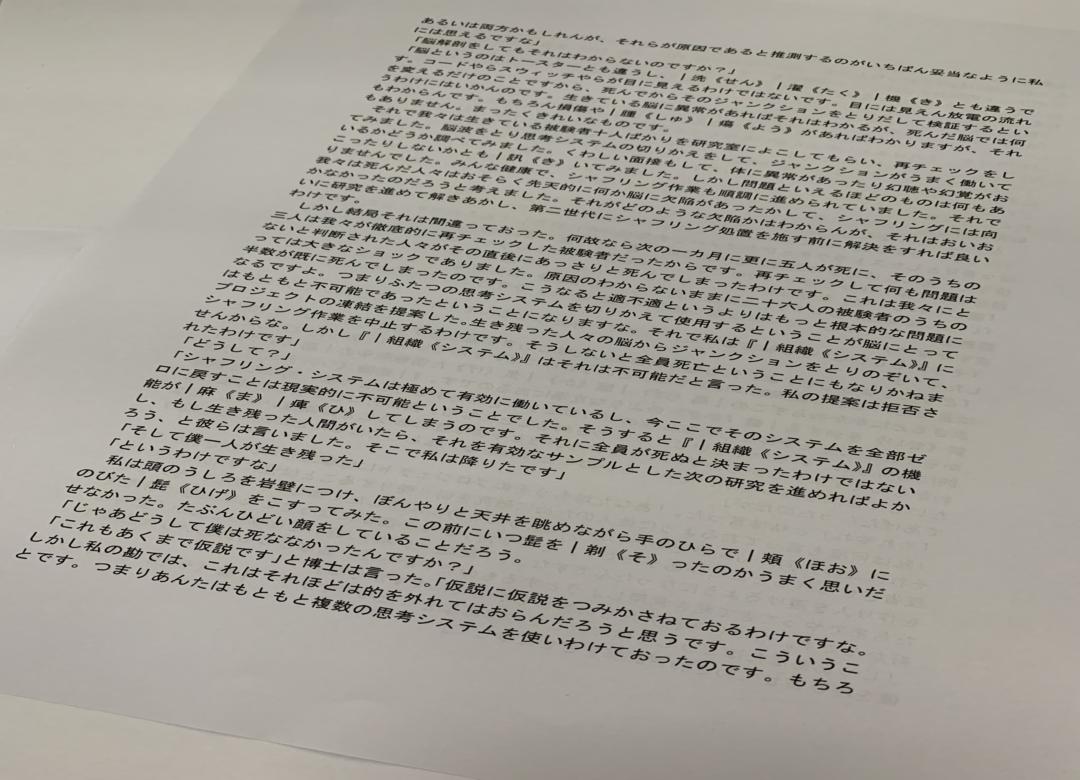 あるいは両方かもしれんが、それらが原因であると推測するのがいちばん妥当なように私
には思えるですな」
「脳解剖をしてもそれはわからないのですか？」
「脳というのはトースターとも違うし、｜洗《せん》｜濯《たく》｜機《き》とも違うで
す。コードやらスウィッチやらが目に見えるわけではないです。目には見えん放電の流れ
を変えるだけのことですから、死んでからそのジャンクションをとりだして検証するとい
うわけにはいかんのです。生きている脳に異常があればそれはわかるが、死んだ脳では何
もわからんです。もちろん損傷や｜腫《しゅ》｜瘍《よう》があればわかりますが、それ
もありません。まったくきれいなものです。
　それで我々は生きている被験者十人ばかりを研究室によこしてもらい、再チェックをし
てみました。脳波をとり思考システムの切りかえをして、ジャンクションがうまく働いて
いるかどうか調べてみました。くわしい面接もして、体に異常があったり幻聴や幻覚がお
こったりしないかとも｜訊《き》いてみました。しかし問題といえるほどのものは何もあ
りませんでした。みんな健康で、シャフリング作業も順調に進められていました。それで
我々は死んだ人々はおそらく先天的に何か脳に欠陥があったかして、シャフリングには向
かなかったのだろうと考えました。それがどのような欠陥かはわからんが、それはおいお
いに研究を進めて解きあかし、第二世代にシャフリング処置を施す前に解決をすれば良い
わけです。
　しかし結局それは間違っておった。何故なら次の一カ月に更に五人が死に、そのうちの
三人は我々が徹底的に再チェックした被験者だったからです。再チェックして何も問題は
ないと判断された人々がその直後にあっさりと死んでしまったわけです。これは我々にと
っては大きなショックでありました。原因のわからないままに二十六人の被験者のうちの
半数が既に死んでしまったのです。こうなると適不適というよりはもっと根本的な問題に
なるですよ。つまりふたつの思考システムを切りかえて使用するということが脳にとって
はもともと不可能であったということになりますな。それで私は『｜組織《システム》』に
プロジェクトの凍結を提案した。生き残った人々の脳からジャンクションをとりのぞいて、
シャフリング作業を中止するわけです。そうしないと全員死亡ということにもなりかねま
せんからな。しかし『｜組織《システム》』はそれは不可能だと言った。私の提案は拒否さ
れたわけです」
「どうして？」
「シャフリング・システムは極めて有効に働いているし、今ここでそのシステムを全部ゼ
ロに戻すことは現実的に不可能ということでした。そうすると『｜組織《システム》』の機
能が｜麻《ま》｜痺《ひ》してしまうのです。それに全員が死ぬと決まったわけではない
し、もし生き残った人間がいたら、それを有効なサンプルとした次の研究を進めればよか
ろう、と彼らは言いました。そこで私は降りたです」
「そして僕一人が生き残った」
「というわけですな」
　私は頭のうしろを岩壁につけ、ぼんやりと天井を眺めながら手のひらで｜頬《ほお》に
のびた｜髭《ひげ》をこすってみた。この前にいつ髭を｜剃《そ》ったのかうまく思いだ
せなかった。たぶんひどい顔をしていることだろう。
「じゃあどうして僕は死ななかったんですか？」
「これもあくまで仮説です」と博士は言った。「仮説に仮説をつみかさねておるわけですな。
しかし私の勘では、これはそれほどは的を外れてはおらんだろうと思うです。こういうこ
とです。つまりあんたはもともと複数の思考システムを使いわけておったのです。もちろ